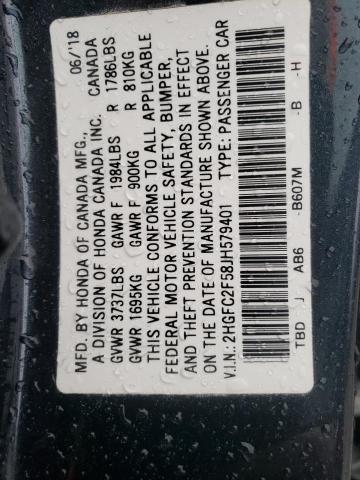 MFD. BY HONDA OF CANADA MFG., 06/'18
A DIVISION OF HONDA CANADA INC. CANADA
GVWR 3737LBS GAWR F 1984LBS R 1786LBS
GVWR 1695KG GAWR F 900KG R 810KG
THIS VEHICLE CONFORMS TO ALL APPLICABLE
FEDERAL MOTOR VEHICLE SAFETY, BUMPER,
AND THEFT PREVENTION STANDARDS IN EFFECT
ON THE DATE OF MANUFACTURE SHOWN ABOVE.
V.I.N.: 2HGFC2F58JH579401 TYPE: PASSENGER CAR
TBD J AB6 -B607M -B -H